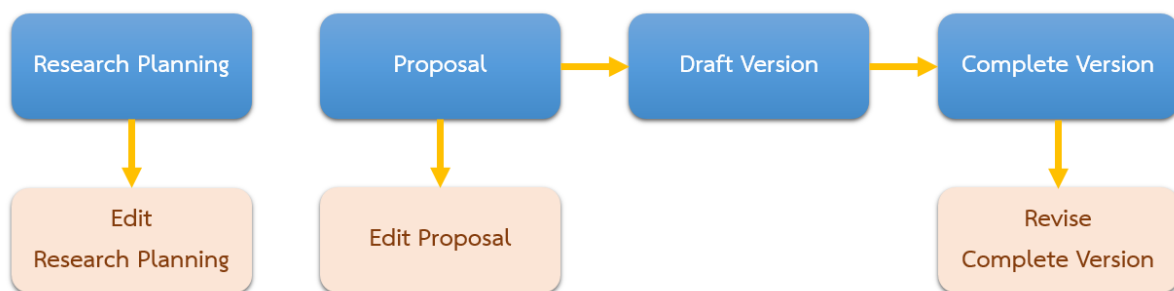 Research Planning
Proposal
Draft Version
Complete Version
Edit
Research Planning
Edit Proposal
Revise
Complete Version